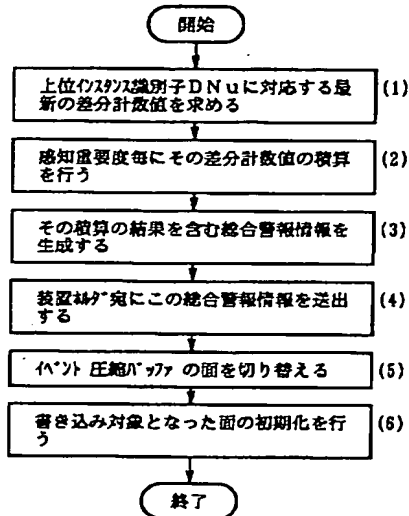 開始
上位インスタンス識別子DNuに対応する最
新の差分計数値を求める
(1)
感知重要度毎にその差分計数値の積算
を行う
(2)
その積算の結果を含む総合警報情報を
生成する
(3)
装置ホルダ宛にこの総合警報情報を送出
する
(4)
イベント 圧縮バッファ の面を切り替える
(5)
書き込み対象となった面の初期化を行
う
(6)
終了